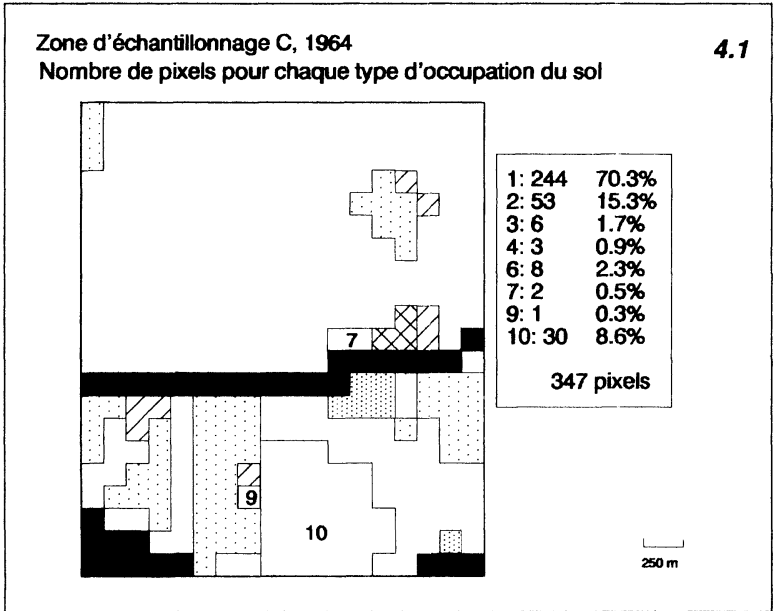 Zone d'échantillonnage C, 1964
4.1
Nombre de pixels pour chaque type d'occupation du sol
1: 244 70.3%
2: 53 15.3%
3: 6 1.7%
4: 3 0.9%
6: 8 2.3%
7: 2 0.5%
9: 1 0.3%
10: 30 8.6%
347 pixels
7
9
10
250 m